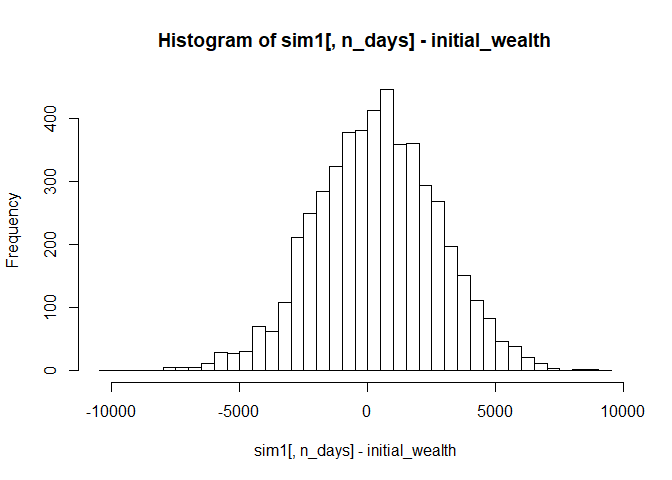 Histogram of sim1[, n_days] - initial_wealth
Frequency
400
300
200
100
0
-10000 -5000 0 5000 10000
sim1[, n_days] - initial_wealth